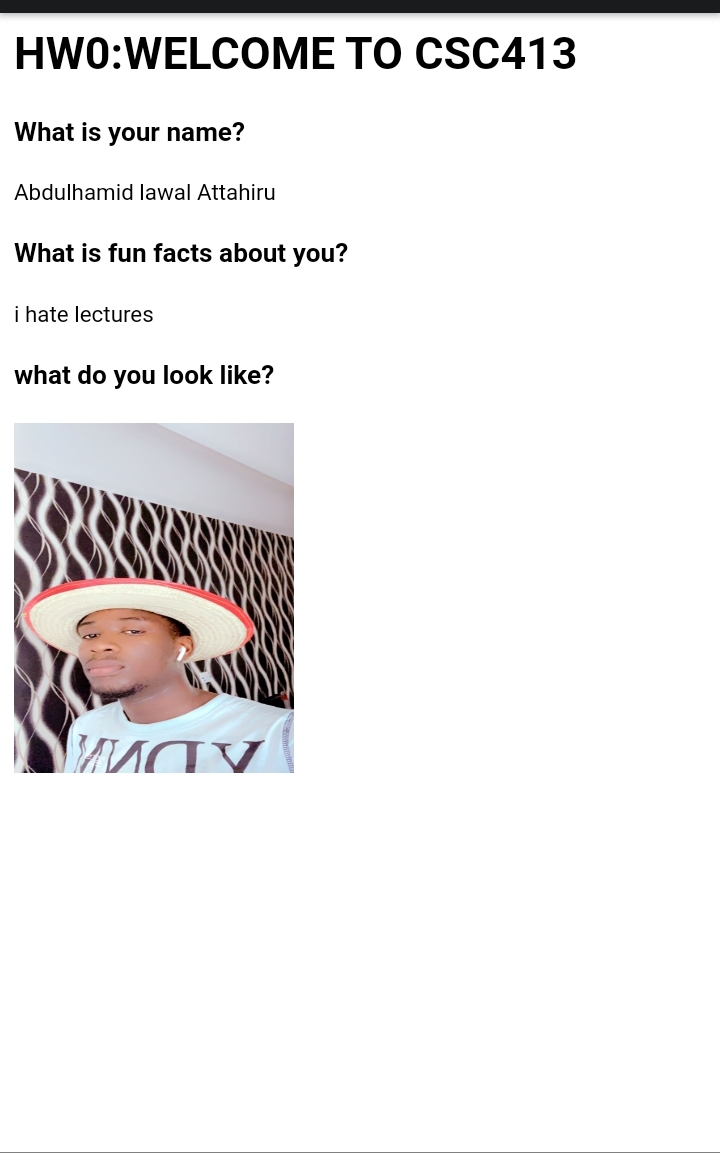 HW0:WELCOME TO CSC413
What is your name?
Abdulhamid lawal Attahiru
What is fun facts about you?
i hate lectures
what do you look like?